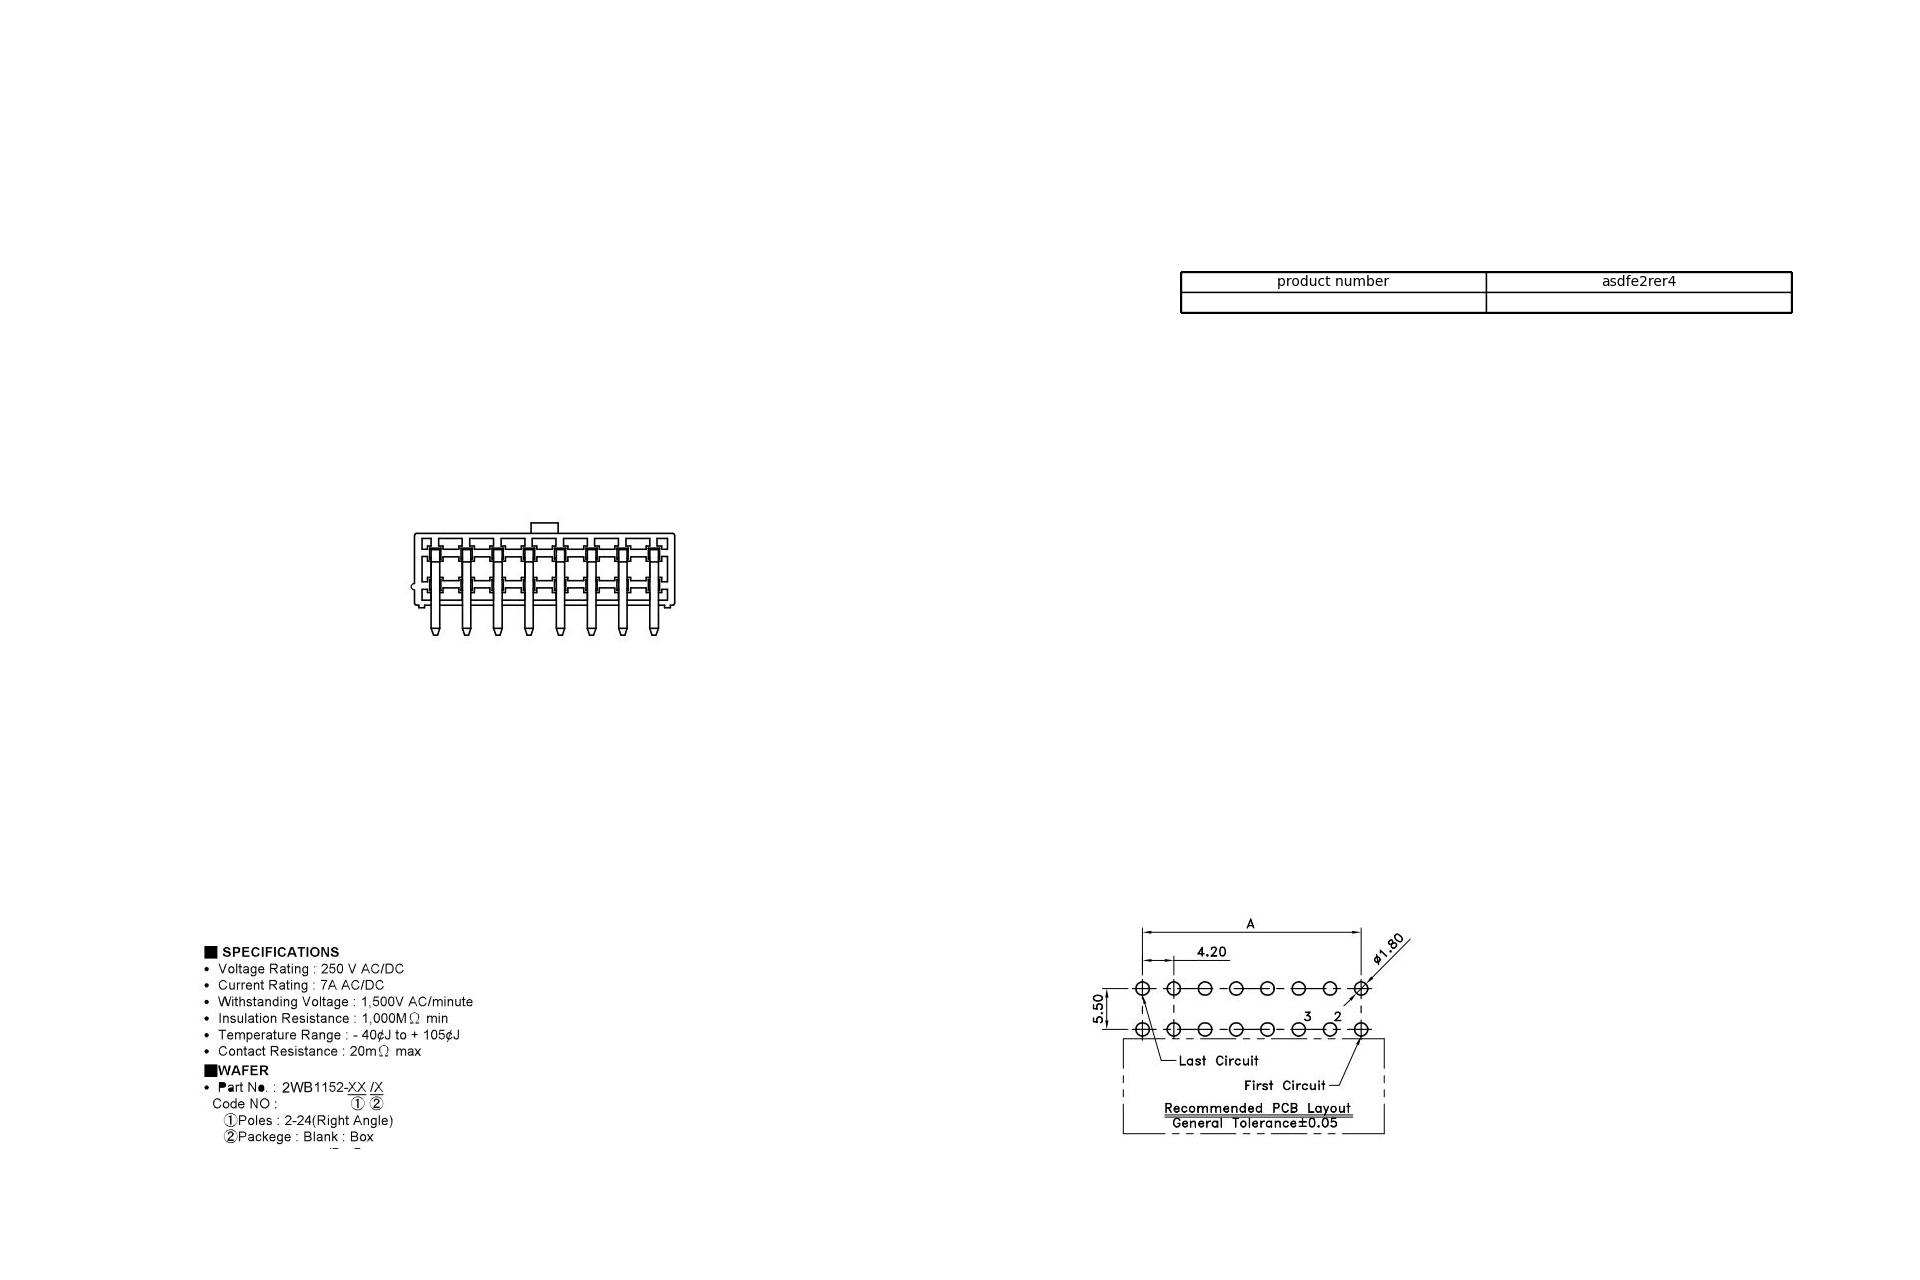 product number asdfe2rer4
■ SPECIFICATIONS
• Voltage Rating : 250 V AC/DC
• Current Rating : 7A AC/DC
• Withstanding Voltage : 1,500V AC/minute
• Insulation Resistance : 1,000MΩ min
• Temperature Range : - 40¢J to + 105¢J
• Contact Resistance : 20mΩ max
■WAFER
• Part No. : 2WB1152-XX /X
Code NO : ① ②
①Poles : 2-24(Right Angle)
②Packege : Blank : Box
A
4.20
ø1.80
5.50
3 2
Last Circuit
First Circuit
Recommended PCB Layout
General Tolerance±0.05